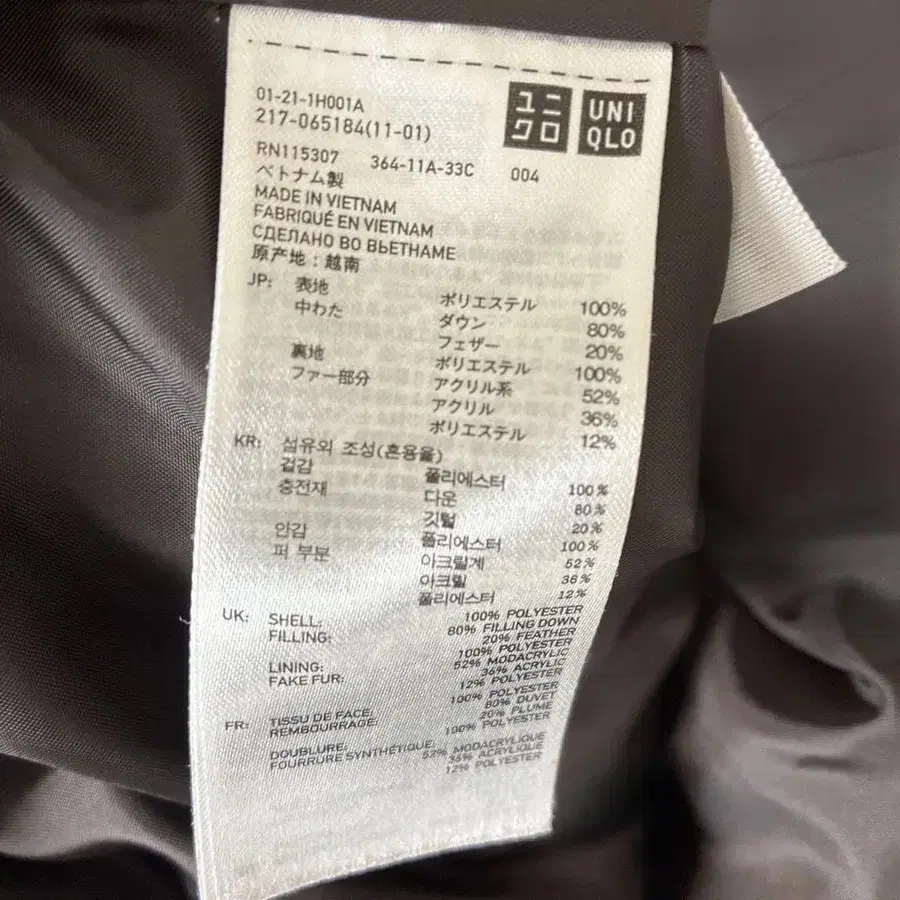 ユニ
クロ
UNI
QLO
01-21-1H001A
217-065184(11-01)
RN115307 364-11A-33C 004
ベトナム製
MADE IN VIETNAM
FABRIQUÉ EN VIETNAM
СДЕЛАНО ВО ВЬЕТНАМЕ
原产地：越南
JP: 表地 ポリエステル 100%
中わた ダウン 80%
フェザー 20%
裏地 ポリエステル 100%
ファー部分 アクリル系 52%
アクリル 36%
ポリエステル 12%
KR: 섬유외 조성(혼용율)
겉감 폴리에스터 100%
충전재 다운 80%
깃털 20%
안감 폴리에스터 100%
퍼 부분 아크릴계 52%
아크릴 36%
폴리에스터 12%
UK: SHELL: 100% POLYESTER
FILLING: 80% FILLING DOWN
20% FEATHER
LINING: 100% POLYESTER
FAKE FUR: 52% MODACRYLIC
36% ACRYLIC
12% POLYESTER
FR: TISSU DE FACE: 100% POLYESTER
REMBOURRAGE: 80% DUVET
20% PLUME
DOUBLURE: 100% POLYESTER
FOURRURE SYNTHÉTIQUE: 52% MODACRYLIQUE
36% ACRYLIQUE
12% POLYESTER